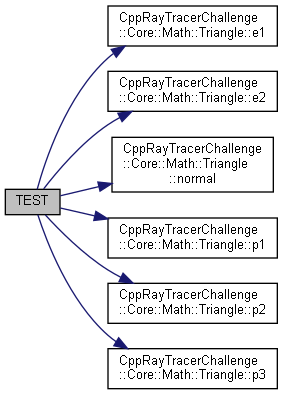 CppRayTracerChallenge
::Core::Math::Triangle::e1
CppRayTracerChallenge
::Core::Math::Triangle::e2
CppRayTracerChallenge
::Core::Math::Triangle
::normal
TEST
CppRayTracerChallenge
::Core::Math::Triangle::p1
CppRayTracerChallenge
::Core::Math::Triangle::p2
CppRayTracerChallenge
::Core::Math::Triangle::p3